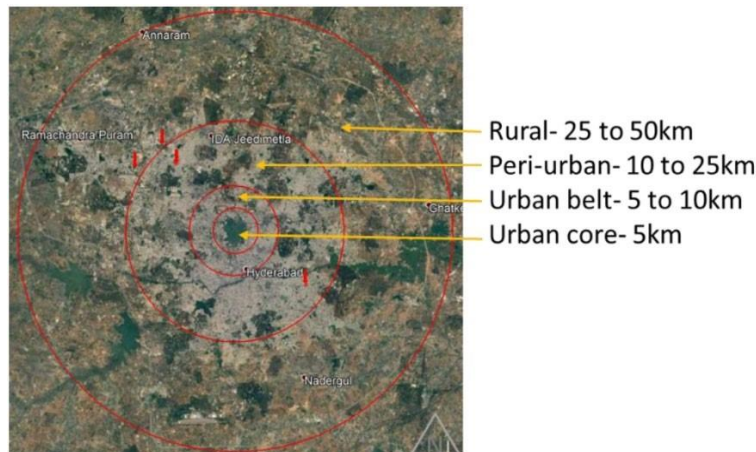 Annaram
Ramachandra Puram
IDA Jeedimetla
Rural- 25 to 50km
Peri-urban- 10 to 25km
Urban belt- 5 to 10km
Ghatke
Urban core- 5km
Hyderabad
Nadergul
N